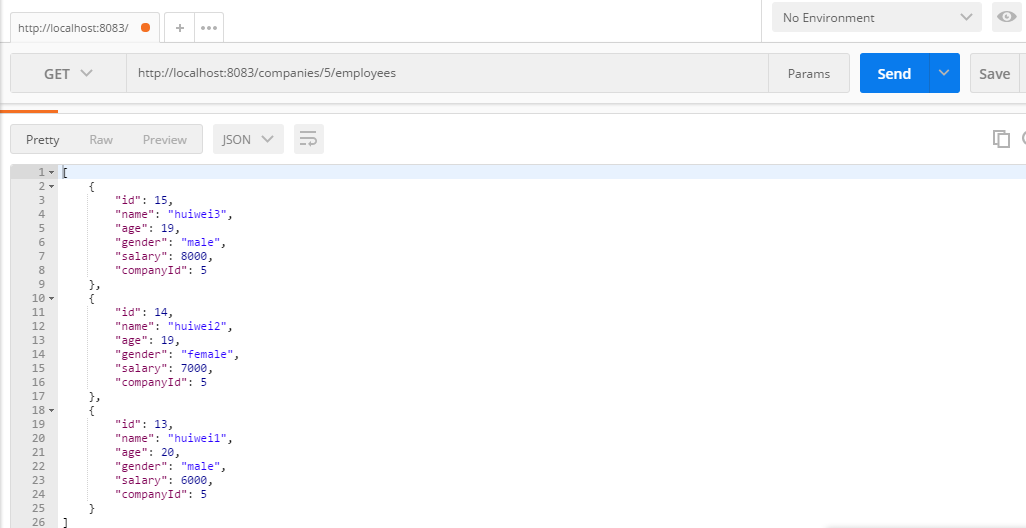 http://localhost:8083/
No Environment
GET http://localhost:8083/companies/5/employees Params Send Save
Pretty Raw Preview JSON
1 [
2 {
3 "id": 15,
4 "name": "huiwei3",
5 "age": 19,
6 "gender": "male",
7 "salary": 8000,
8 "companyId": 5
9 },
10 {
11 "id": 14,
12 "name": "huiwei2",
13 "age": 19,
14 "gender": "female",
15 "salary": 7000,
16 "companyId": 5
17 },
18 {
19 "id": 13,
20 "name": "huiwei1",
21 "age": 20,
22 "gender": "male",
23 "salary": 6000,
24 "companyId": 5
25 }
26 ]